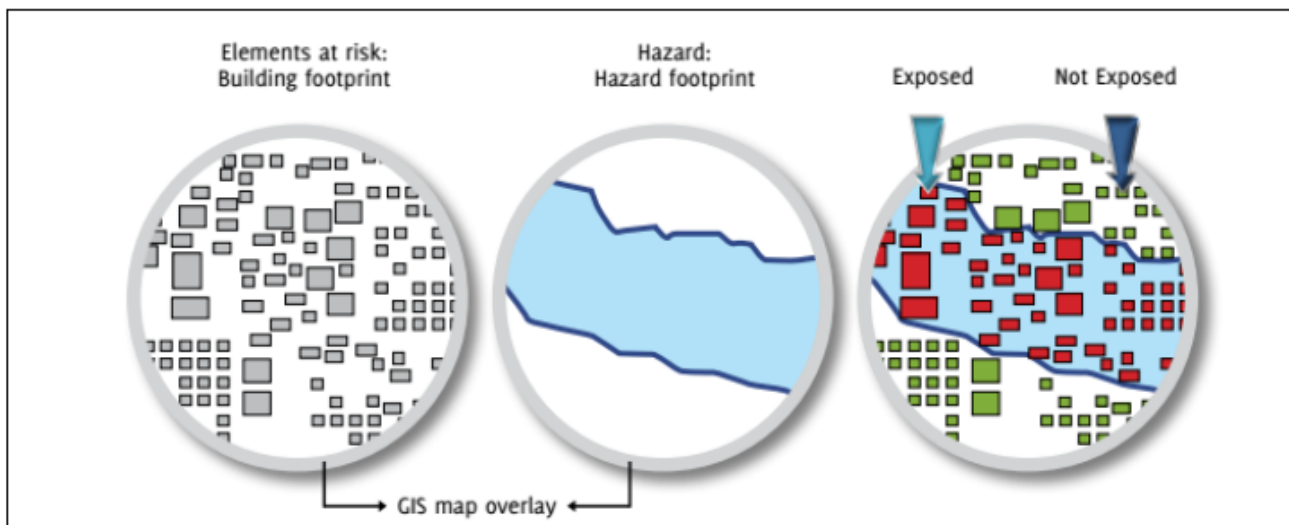 Elements at risk:
Building footprint
Hazard:
Hazard footprint
Exposed
Not Exposed
GIS map overlay